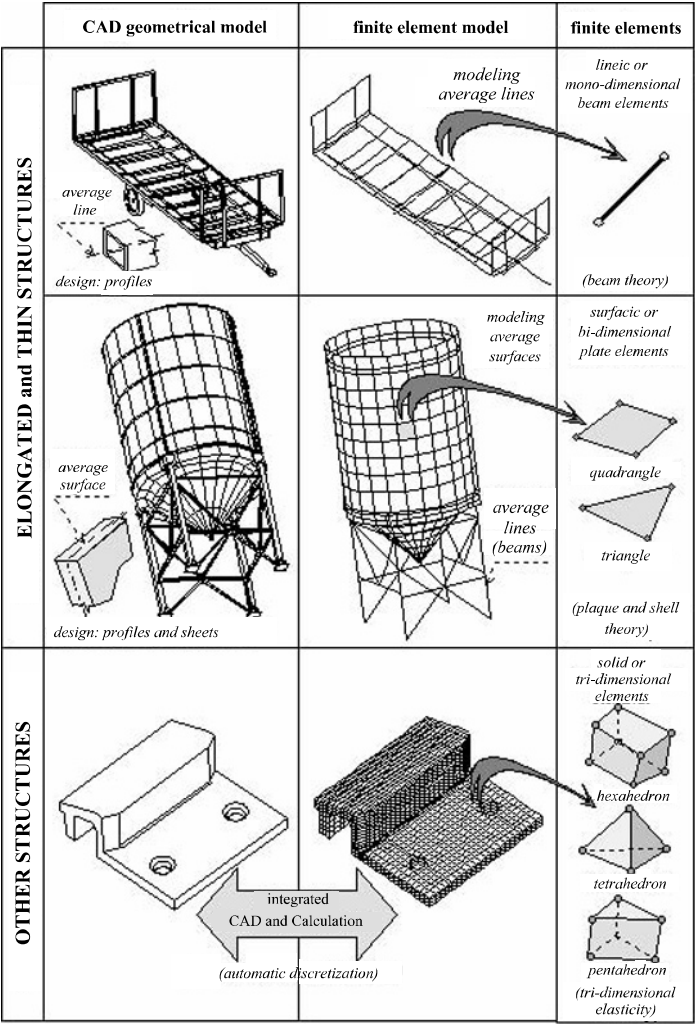 CAD geometrical model
finite element model
finite elements
ELONGATED and THIN STRUCTURES
average
line
design: profiles
modeling
average lines
lineic or
mono-dimensional
beam elements
(beam theory)
average
surface
design: profiles and sheets
modeling
average
surfaces
average
lines
(beams)
surfacic or
bi-dimensional
plate elements
quadrangle
triangle
(plaque and shell
theory)
OTHER STRUCTURES
integrated
CAD and Calculation
(automatic discretization)
solid or
tri-dimensional
elements
hexahedron
tetrahedron
pentahedron
(tri-dimensional
elasticity)